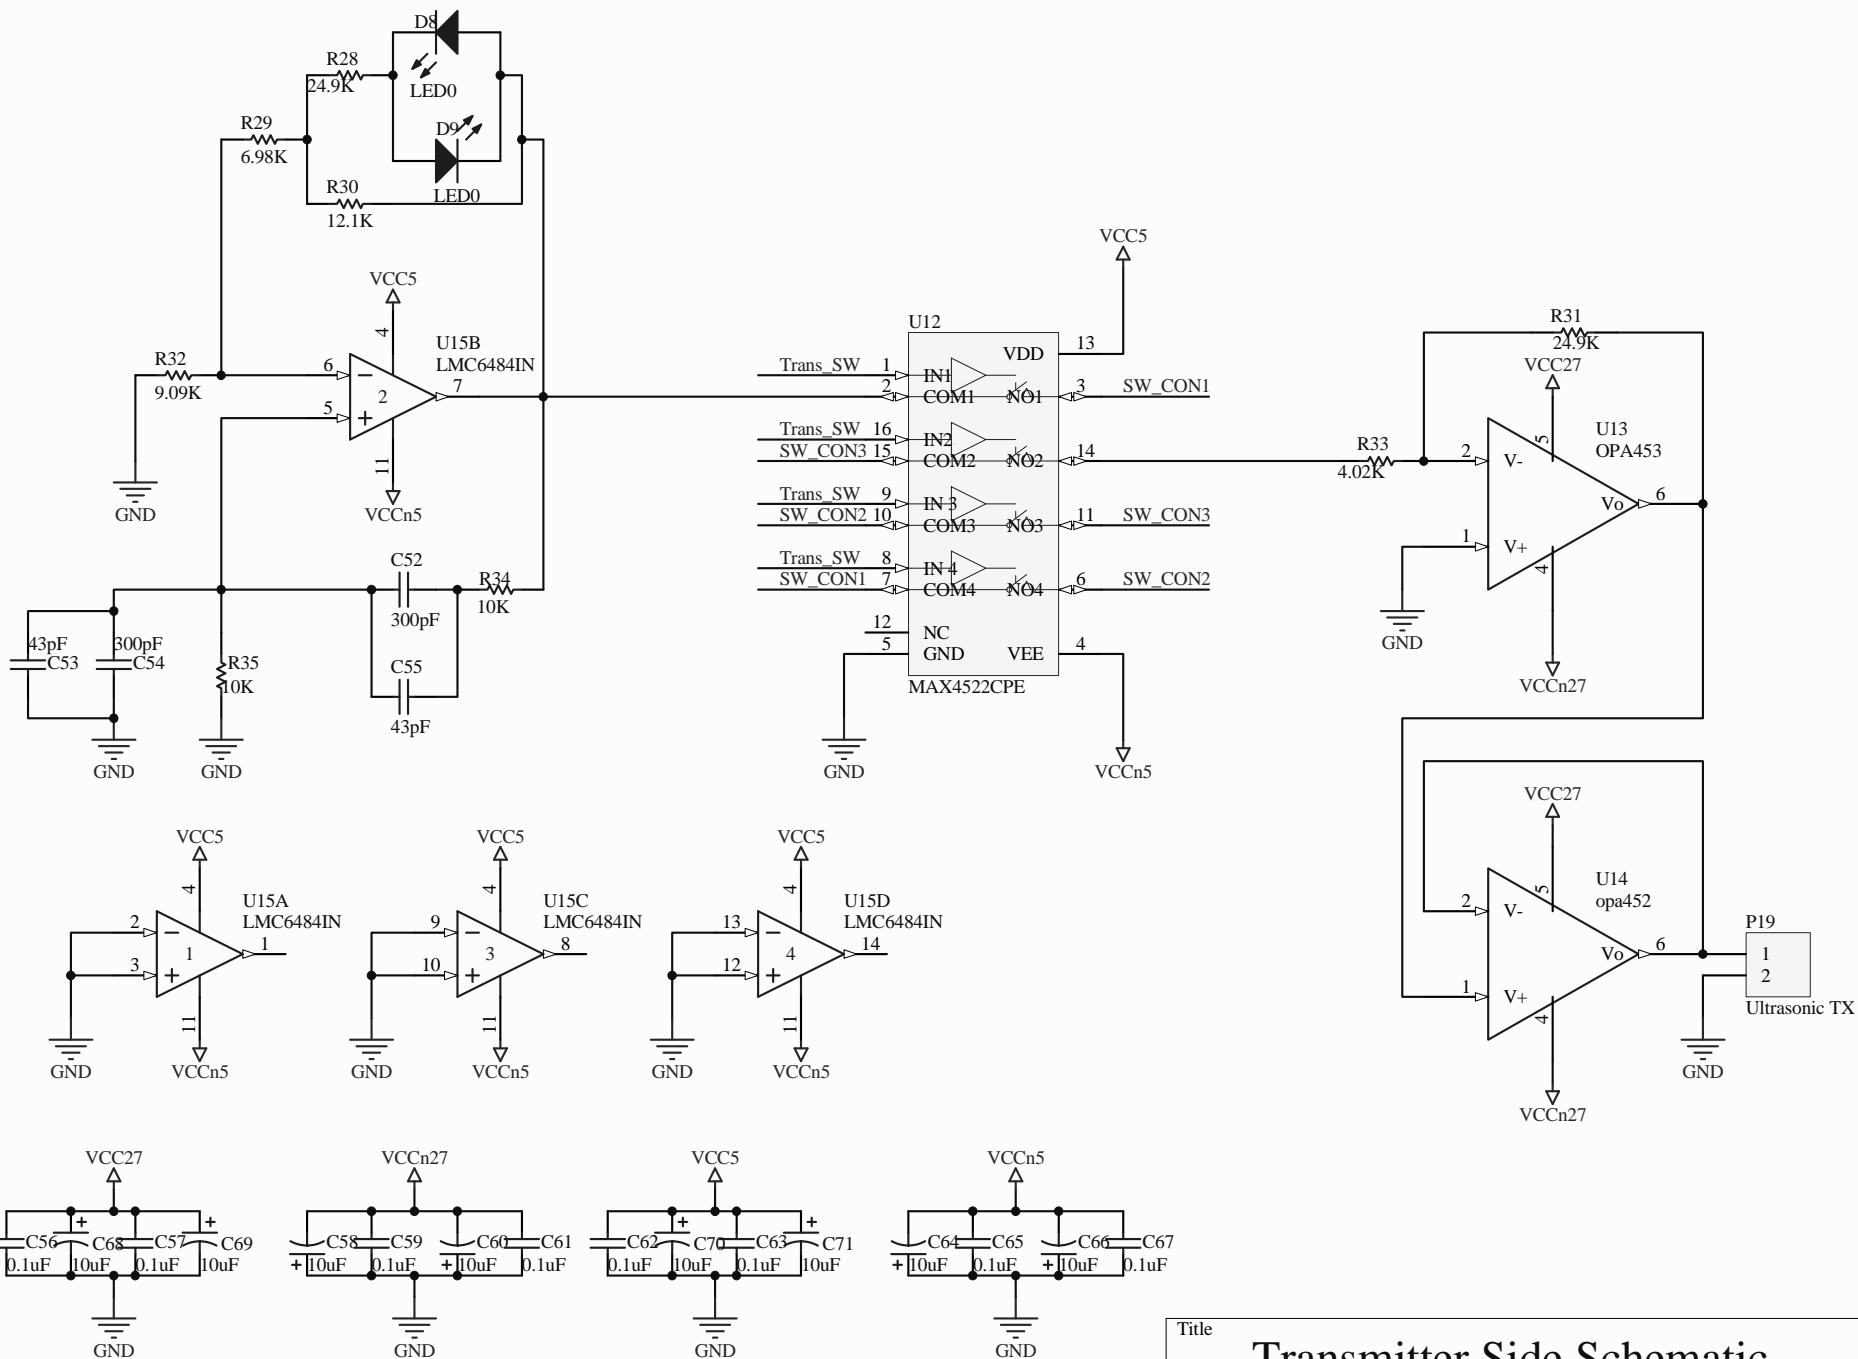 D8
R28
24.9K
LED0
R29
6.98K
D9
LED0
R30
12.1K
VCC5
4
U15B
LMC6484IN
R32
9.09K
6
5
2
7
11
VCCn5
GND
C52
300pF
R34
10K
43pF
C53
300pF
C54
R35
10K
C55
43pF
GND
GND
VCC5
U12
VDD
13
Trans_SW
1
IN1
2
COM1
NO1
3
SW_CON1
Trans_SW
16
IN2
SW_CON3
15
COM2
NO2
14
Trans_SW
9
IN 3
SW_CON2
10
COM3
NO3
11
SW_CON3
Trans_SW
8
IN 4
SW_CON1
7
COM4
NO4
6
SW_CON2
12
NC
5
GND
VEE
4
MAX4522CPE
GND
VCCn5
R31
24.9K
VCC27
5
U13
OPA453
R33
4.02K
2
V-
Vo
6
1
V+
4
GND
VCCn27
VCC27
5
U14
opa452
2
V-
Vo
6
1
V+
4
VCCn27
P19
1
2
Ultrasonic TX
GND
VCC5
4
U15A
LMC6484IN
2
3
1
1
11
GND
VCCn5
VCC5
4
U15C
LMC6484IN
9
10
3
8
11
GND
VCCn5
VCC5
4
U15D
LMC6484IN
13
12
4
14
11
GND
VCCn5
VCC27
C56
0.1uF
C68
10uF
C57
0.1uF
C69
10uF
GND
VCCn27
C58
10uF
C59
0.1uF
C60
10uF
C61
0.1uF
GND
VCC5
C62
0.1uF
C70
10uF
C63
0.1uF
C71
10uF
GND
VCCn5
C64
10uF
C65
0.1uF
C66
10uF
C67
0.1uF
GND
Title
Transmitter Side Schematic